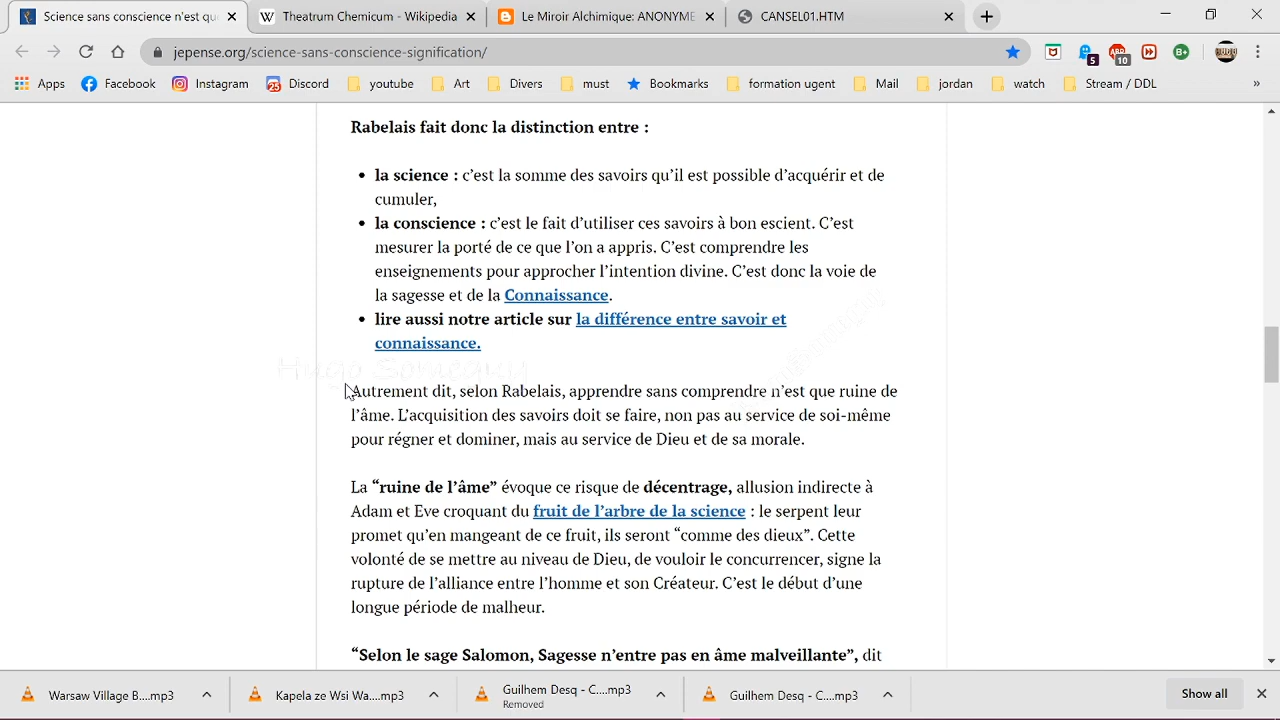 Science sans conscience n'est que
Theatrum Chemicum - Wikipedia
Le Miroir Alchimique: ANONYME
CANSEL01.HTM
jepense.org/science-sans-conscience-signification/
5
ABP
10
B+
Apps
Facebook
Instagram
25
Discord
youtube
Art
Divers
must
Bookmarks
formation ugent
Mail
jordan
watch
Stream / DDL
»
Rabelais fait donc la distinction entre :
• la science : c’est la somme des savoirs qu’il est possible d’acquérir et de
cumuler,
• la conscience : c’est le fait d’utiliser ces savoirs à bon escient. C’est
mesurer la porté de ce que l’on a appris. C’est comprendre les
enseignements pour approcher l’intention divine. C’est donc la voie de
la sagesse et de la Connaissance.
• lire aussi notre article sur la différence entre savoir et
connaissance.
Hugo Someguy
Autrement dit, selon Rabelais, apprendre sans comprendre n’est que ruine de
l’âme. L’acquisition des savoirs doit se faire, non pas au service de soi-même
pour régner et dominer, mais au service de Dieu et de sa morale.
La “ruine de l’âme” évoque ce risque de décentrage, allusion indirecte à
Adam et Eve croquant du fruit de l’arbre de la science : le serpent leur
promet qu’en mangeant de ce fruit, ils seront “comme des dieux”. Cette
volonté de se mettre au niveau de Dieu, de vouloir le concurrencer, signe la
rupture de l’alliance entre l’homme et son Créateur. C’est le début d’une
longue période de malheur.
“Selon le sage Salomon, Sagesse n’entre pas en âme malveillante”, dit
Warsaw Village B....mp3
Kapela ze Wsi Wa....mp3
Guilhem Desq - C....mp3
Removed
Guilhem Desq - C....mp3
Show all